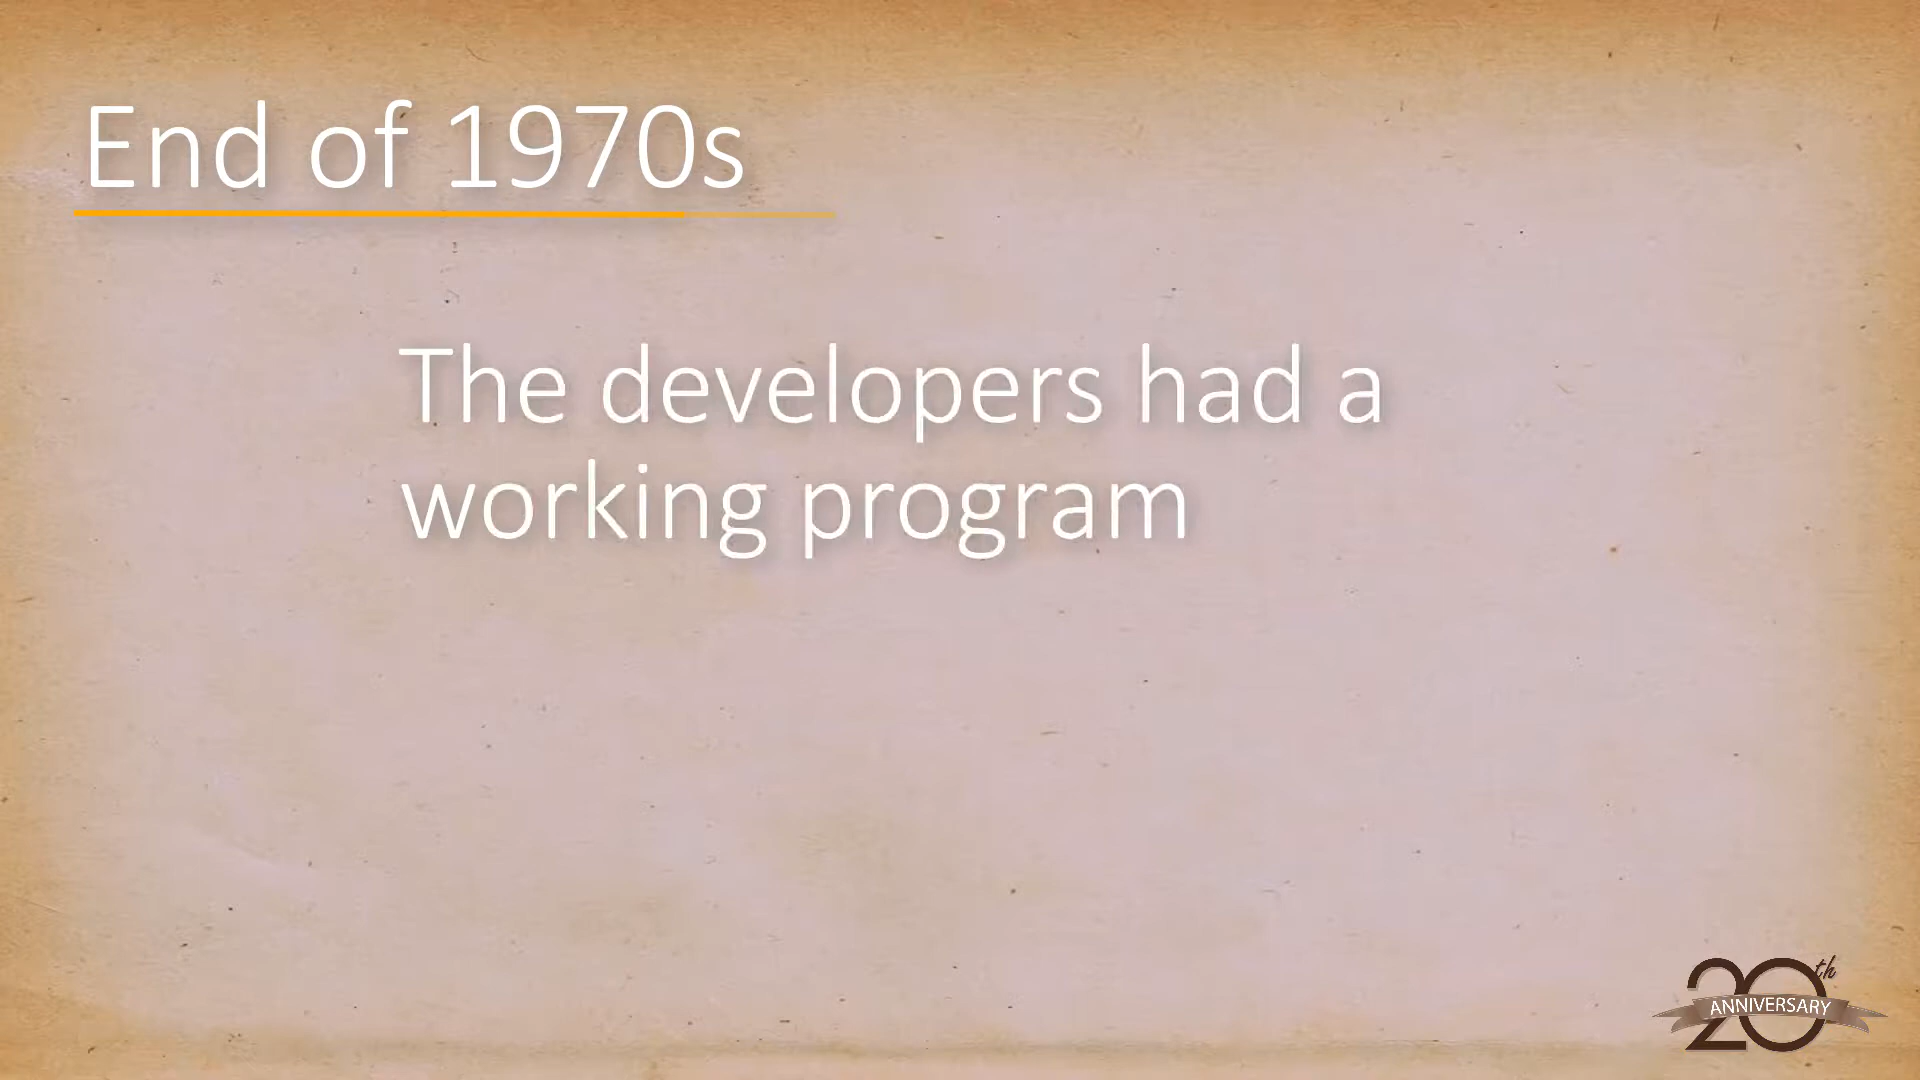 End of 1970s
The developers had a
working program
20th
ANNIVERSARY